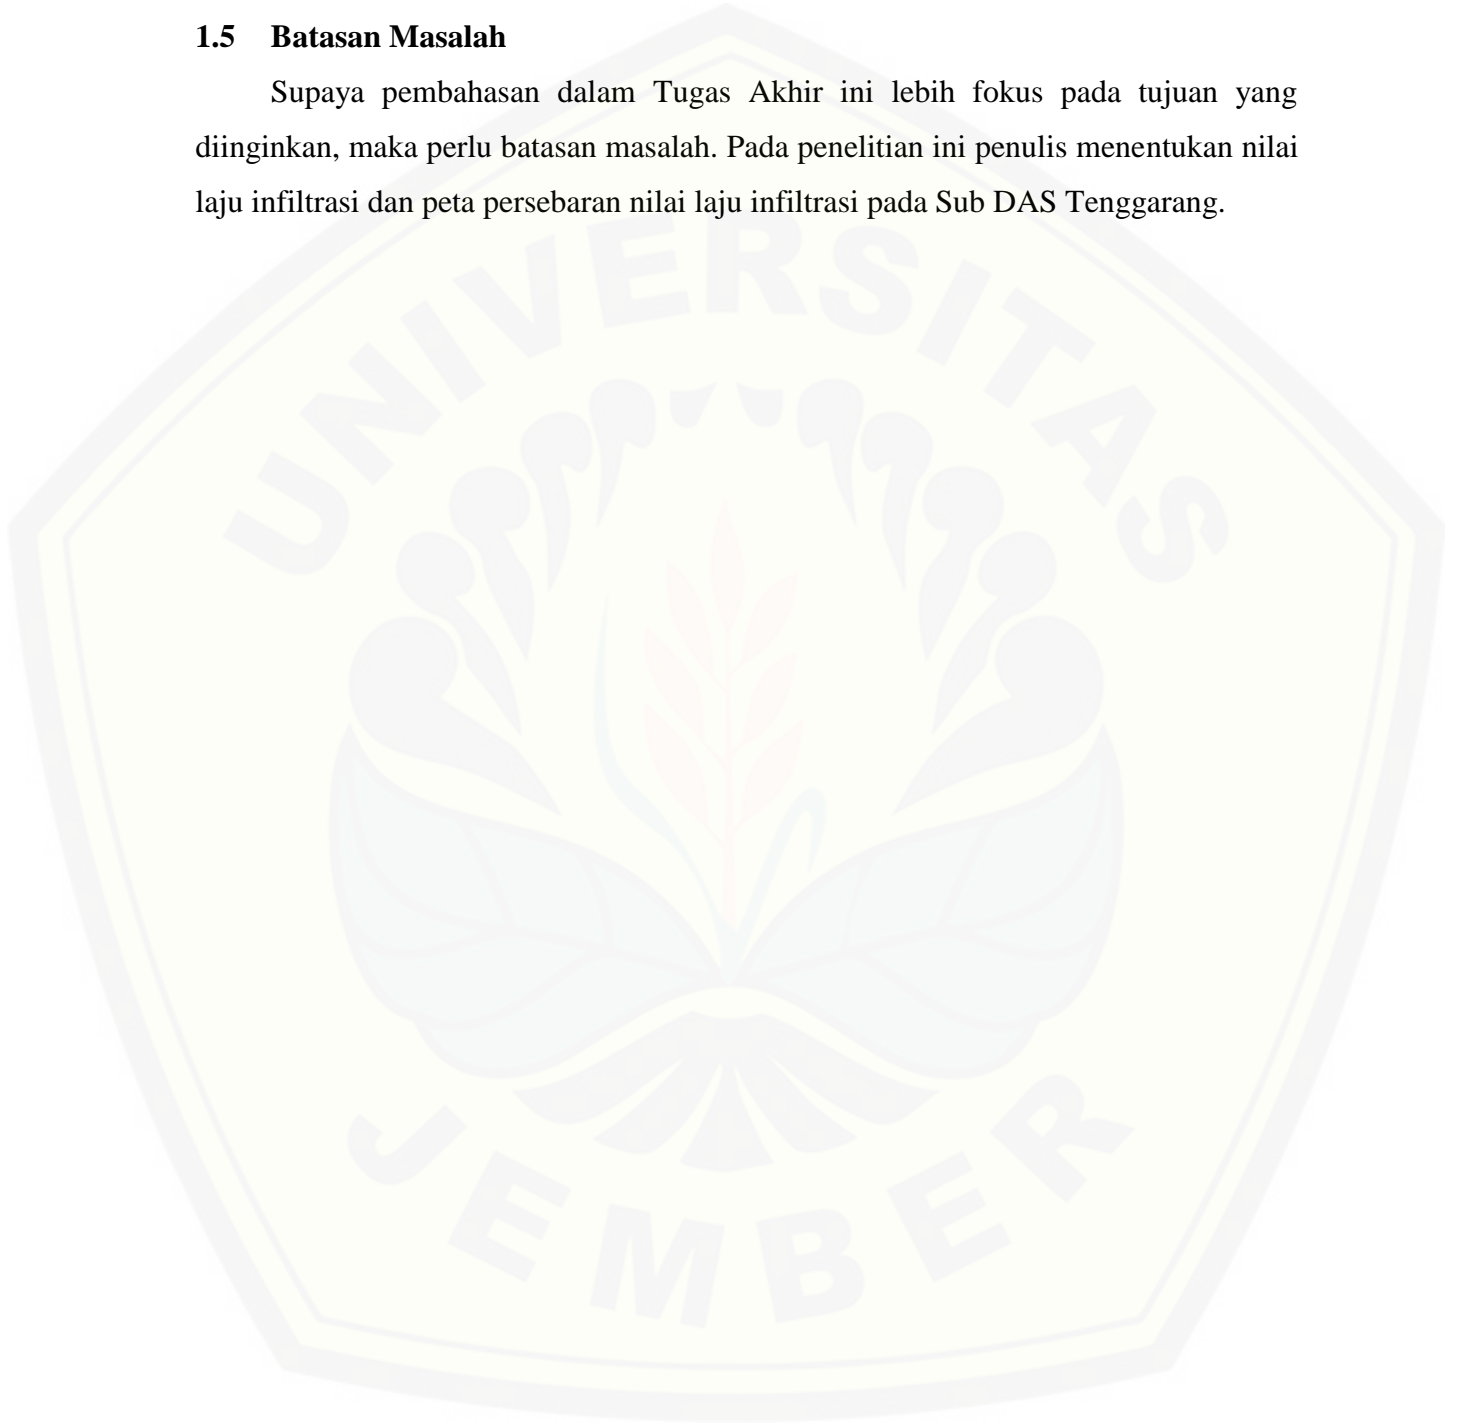 1.5 Batasan Masalah
Supaya pembahasan dalam Tugas Akhir ini lebih fokus pada tujuan yang
diinginkan, maka perlu batasan masalah. Pada penelitian ini penulis menentukan nilai
laju infiltrasi dan peta persebaran nilai laju infiltrasi pada Sub DAS Tenggarang.
UNIVERSITAS
JEMBER